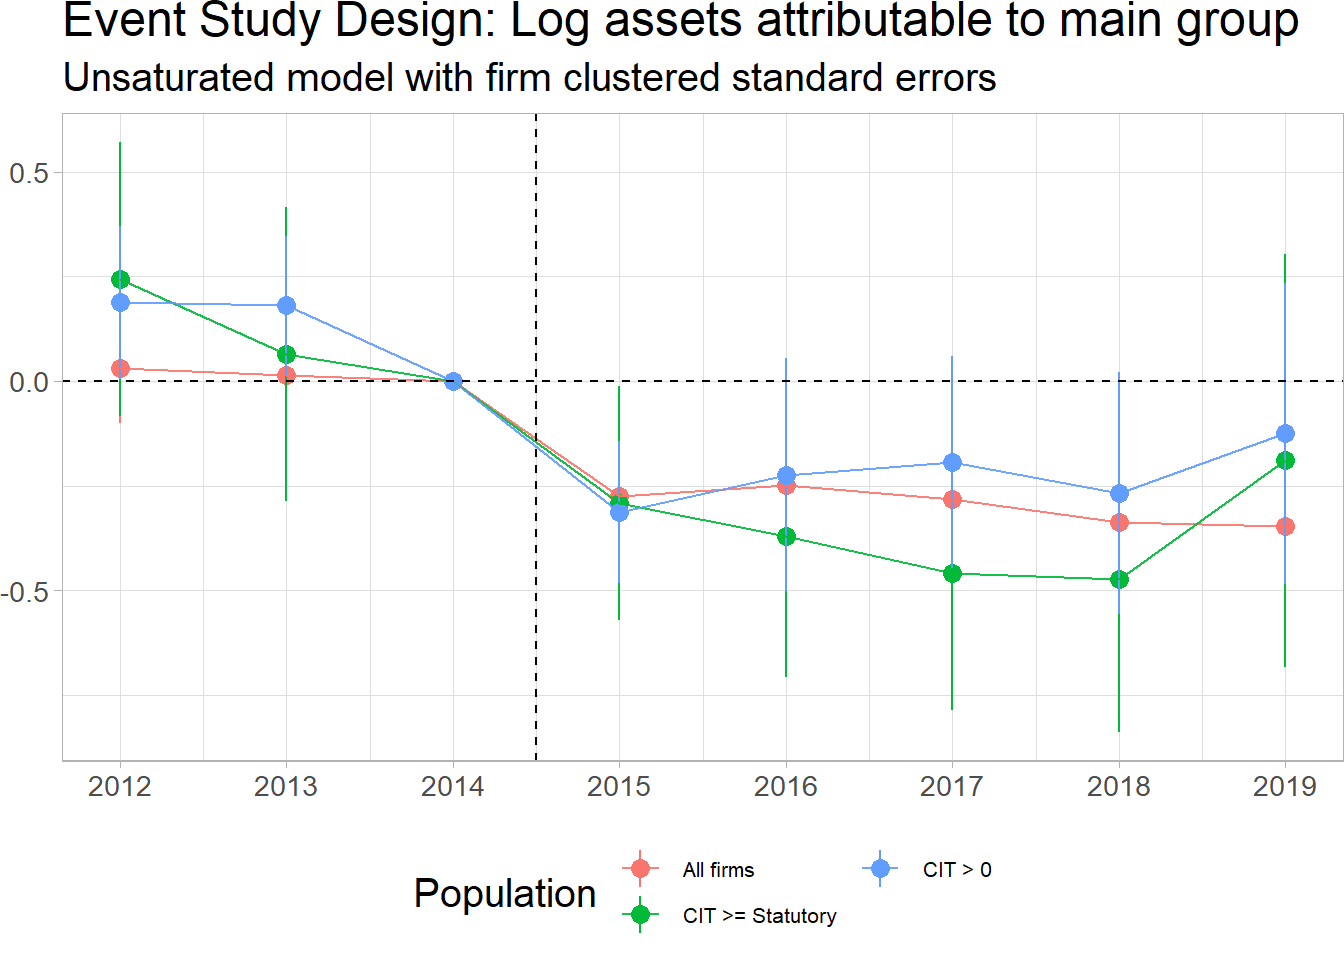 Event Study Design: Log assets attributable to main group
Unsaturated model with firm clustered standard errors
0.5
0.0
-0.5
2012 2013 2014 2015 2016 2017 2018 2019
Population
All firms
CIT > 0
CIT >= Statutory